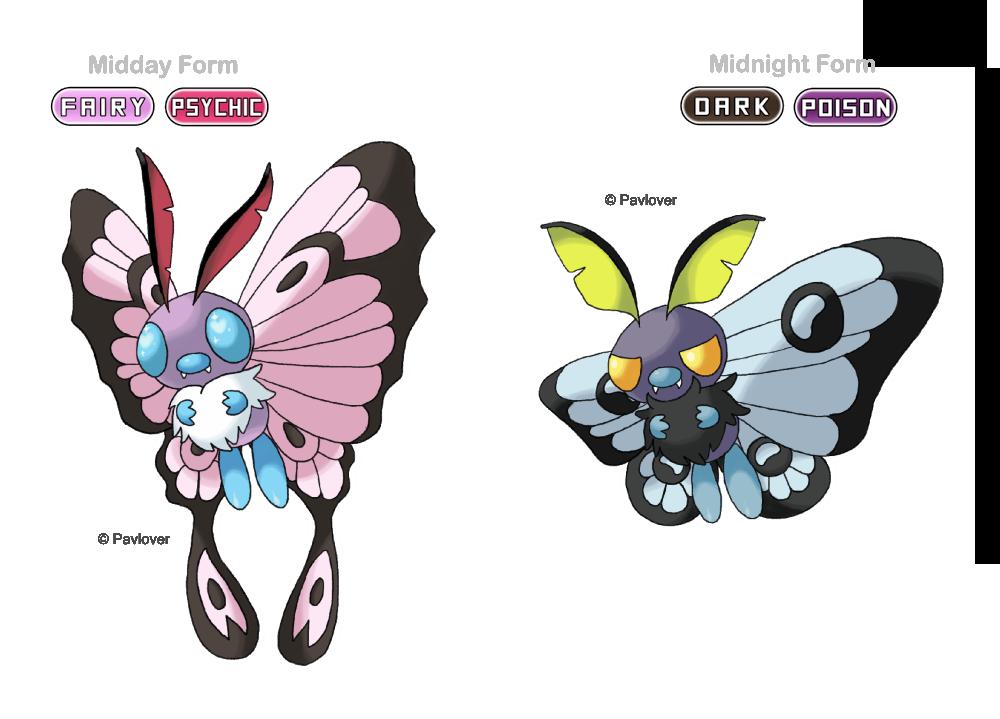 Midday Form
FAIRY PSYCHIC
© Pavlover
Midnight Form
DARK POISON
© Pavlover